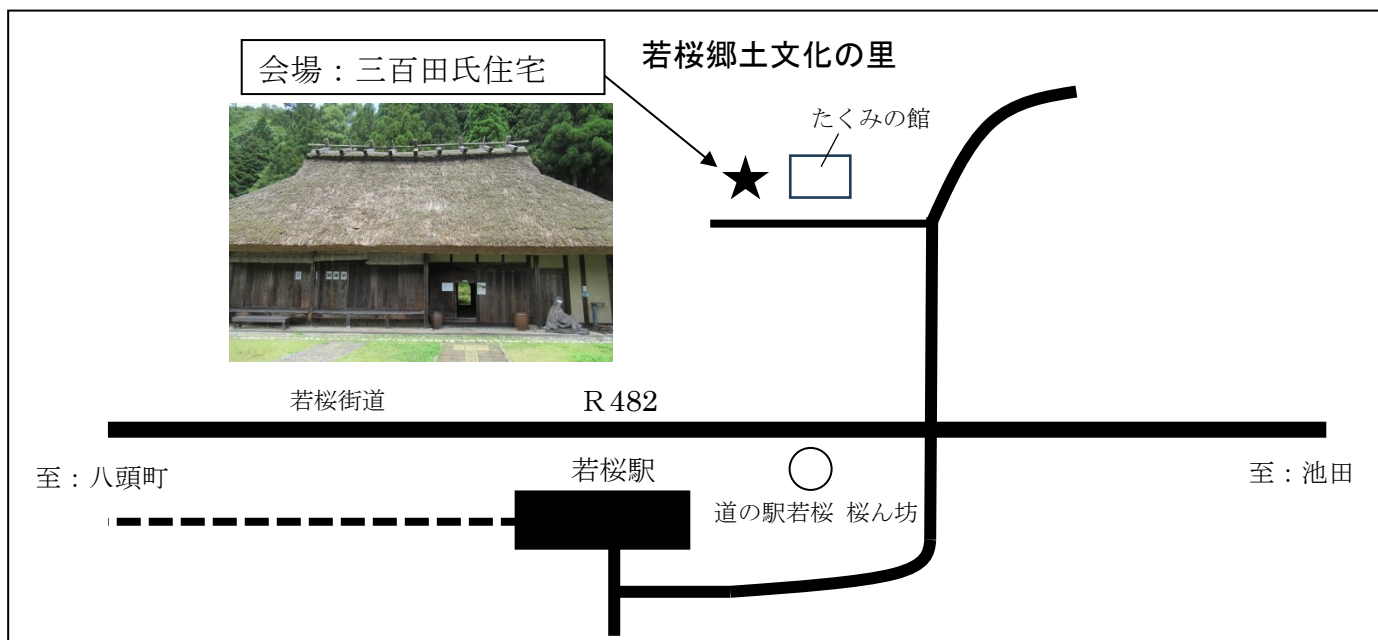 若桜郷土文化の里
会場：三百田氏住宅
たくみの館
若桜街道
Ｒ482
至：八頭町
若桜駅
至：池田
道の駅若桜 桜ん坊